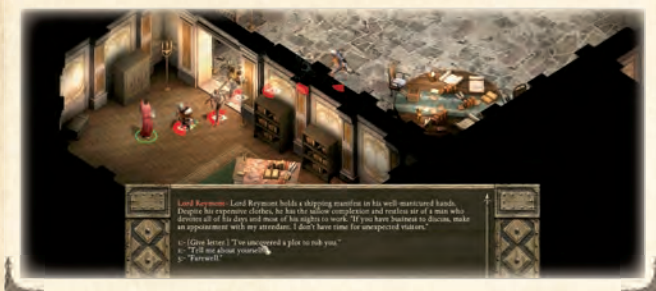 Lord Reymont- Lord Reymont holds a shipping manifest in his well-manicured hands.
Despite his expensive clothes, he has the sallow complexion and restless air of a man who
devotes all of his days and most of his nights to work. "If you have business to discuss, make
an appointment with my attendant. I don't have time for unexpected visitors."
1:- [Give letter.] "I've uncovered a plot to rob you."
2:- "Tell me about yourself."
3:- "Farewell."